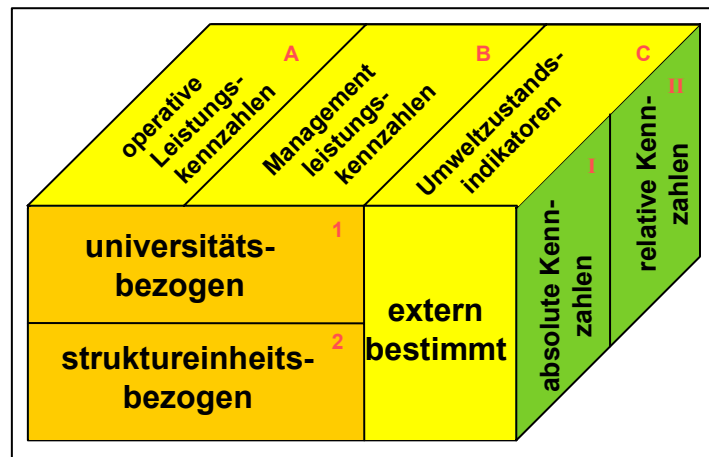 A
operative
Leistungs-
kennzahlen
B
Management
leistungs-
kennzahlen
C
Umweltzustands-
indikatoren
1
universitäts-
bezogen
2
struktureinheits-
bezogen
extern
bestimmt
I
absolute Kenn-
zahlen
II
relative Kenn-
zahlen